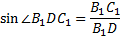 sin ∠B₁DC₁ = B₁C₁ / B₁D